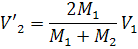 V'₂ = 2M₁ / (M₁ + M₂) V₁